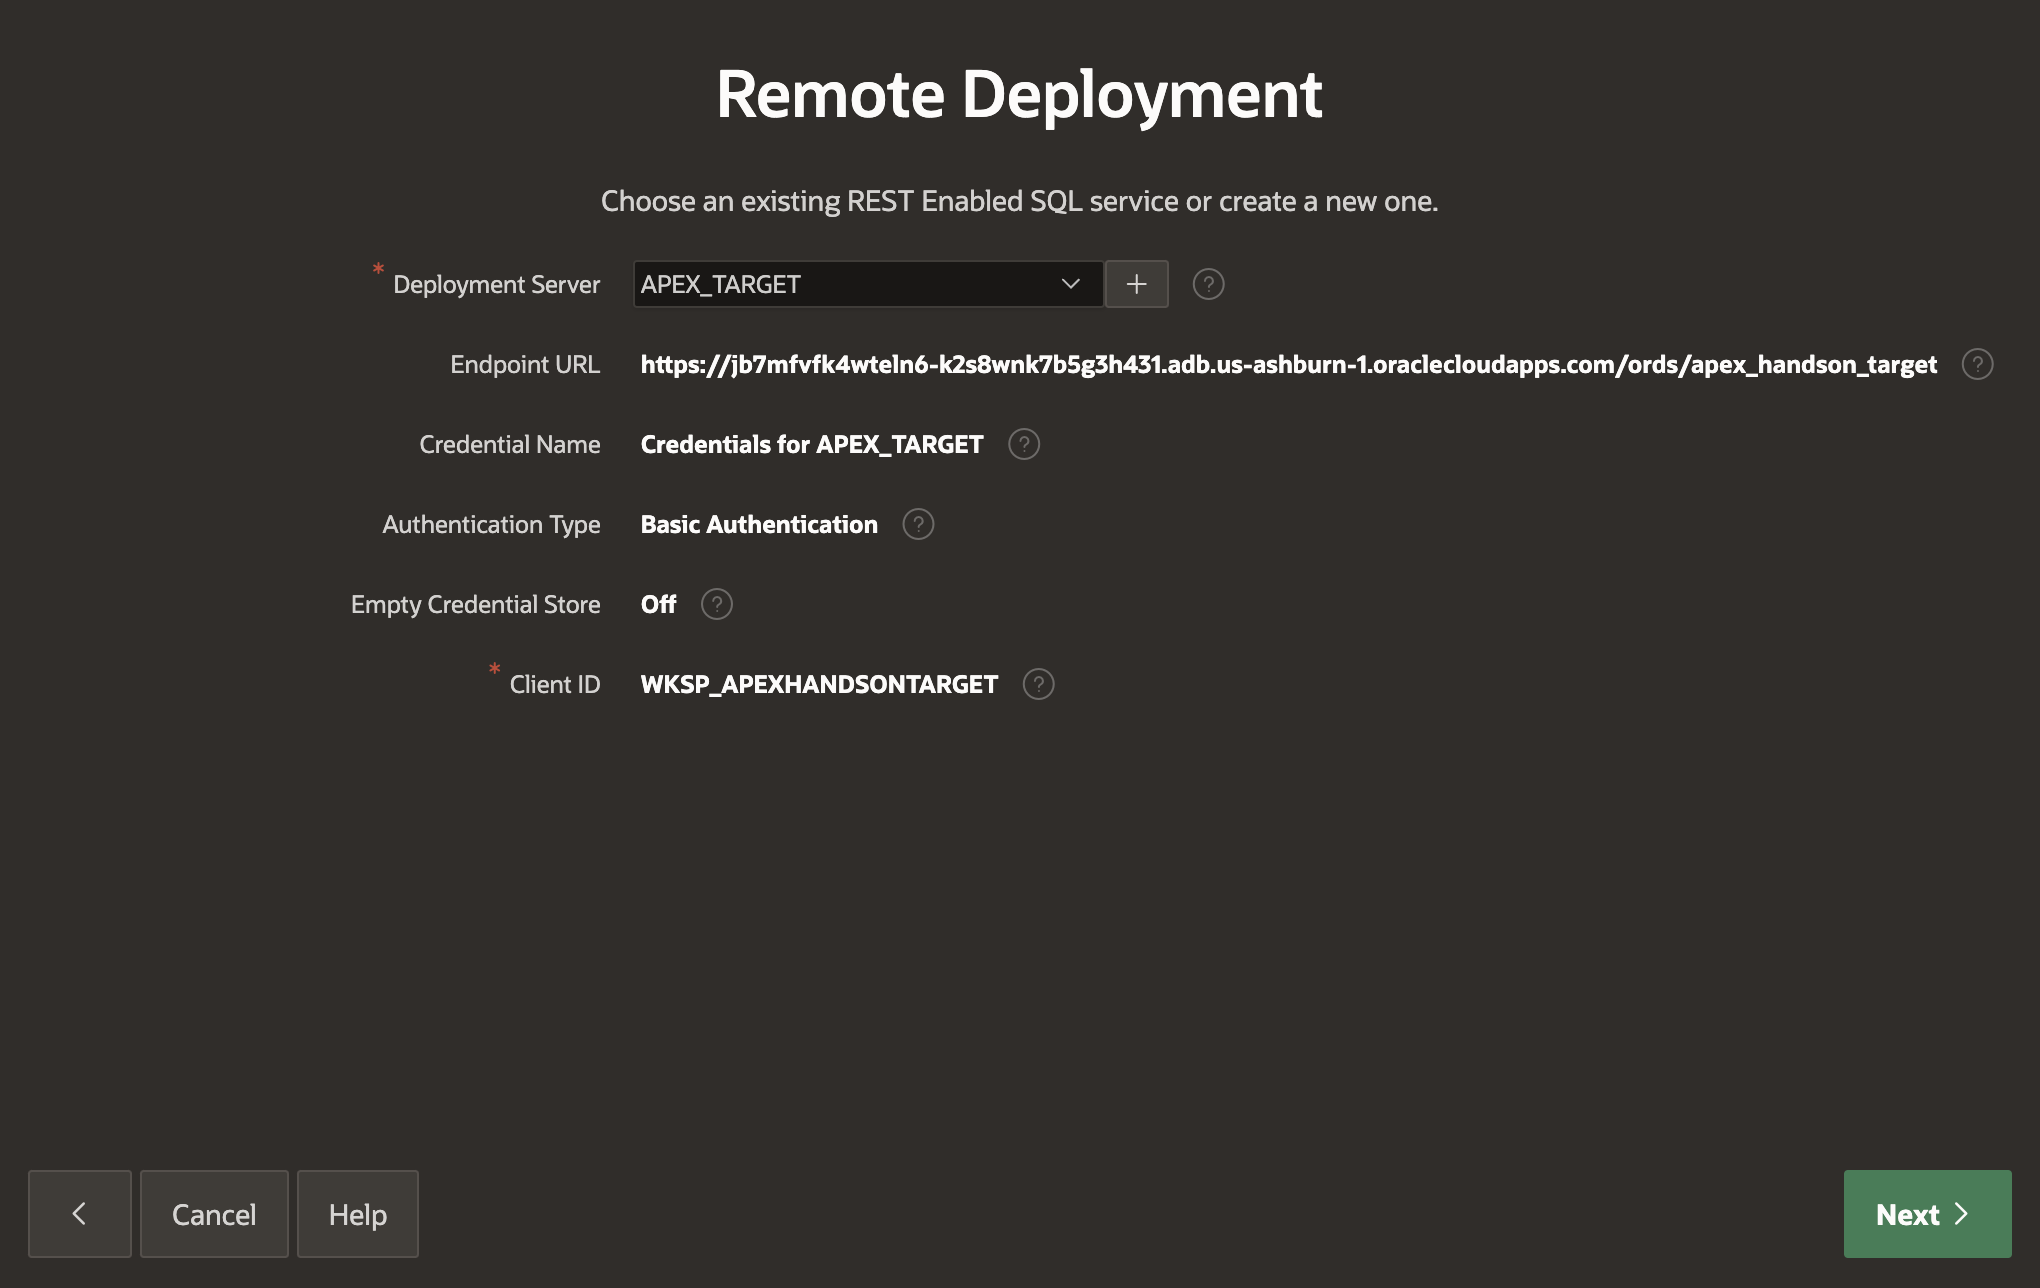 Remote Deployment
Choose an existing REST Enabled SQL service or create a new one.
* Deployment Server APEX_TARGET + ?
Endpoint URL https://jb7mfvfk4wteln6-k2s8wnk7b5g3h431.adb.us-ashburn-1.oraclecloudapps.com/ords/apex_handson_target ?
Credential Name Credentials for APEX_TARGET ?
Authentication Type Basic Authentication ?
Empty Credential Store Off ?
* Client ID WKSP_APEXHANDSONTARGET ?
< Cancel Help Next >